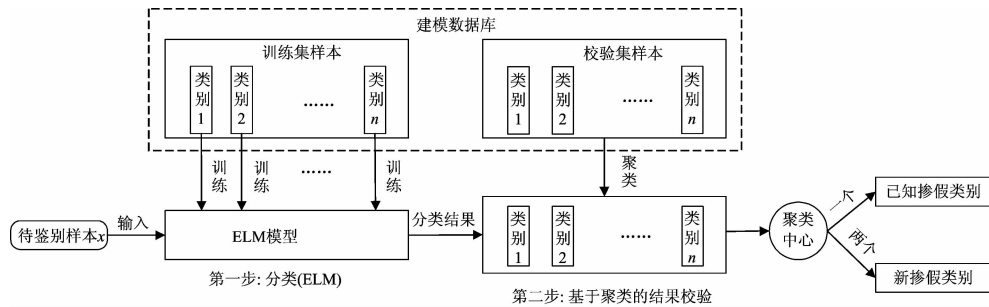 建模数据库
训练集样本
类别1
类别2
……
类别n
校验集样本
类别1
类别2
……
类别n
训练
训练
……
训练
聚类
待鉴别样本x
输入
ELM模型
分类结果
类别1
类别2
……
类别n
聚类
中心
一个
已知掺假类别
两个
新掺假类别
第一步: 分类(ELM)
第二步: 基于聚类的结果校验